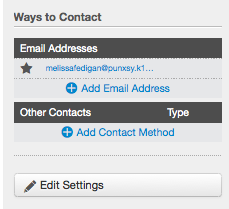 Ways to Contact
Email Addresses
melissafedigan@punxsy.k1...
Add Email Address
Other Contacts Type
Add Contact Method
Edit Settings